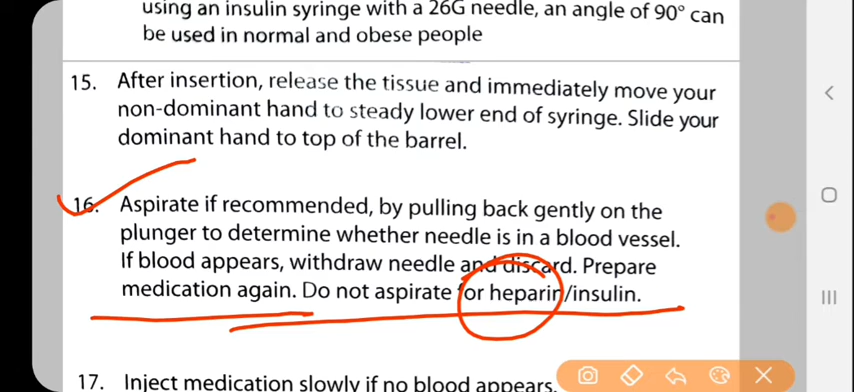 using an insulin syringe with a 26G needle, an angle of 90° can
be used in normal and obese people
15. After insertion, release the tissue and immediately move your
non-dominant hand to steady lower end of syringe. Slide your
dominant hand to top of the barrel.
16. Aspirate if recommended, by pulling back gently on the
plunger to determine whether needle is in a blood vessel.
If blood appears, withdraw needle and discard. Prepare
medication again. Do not aspirate for heparin/insulin.
17. Inject medication slowly if no blood appears.